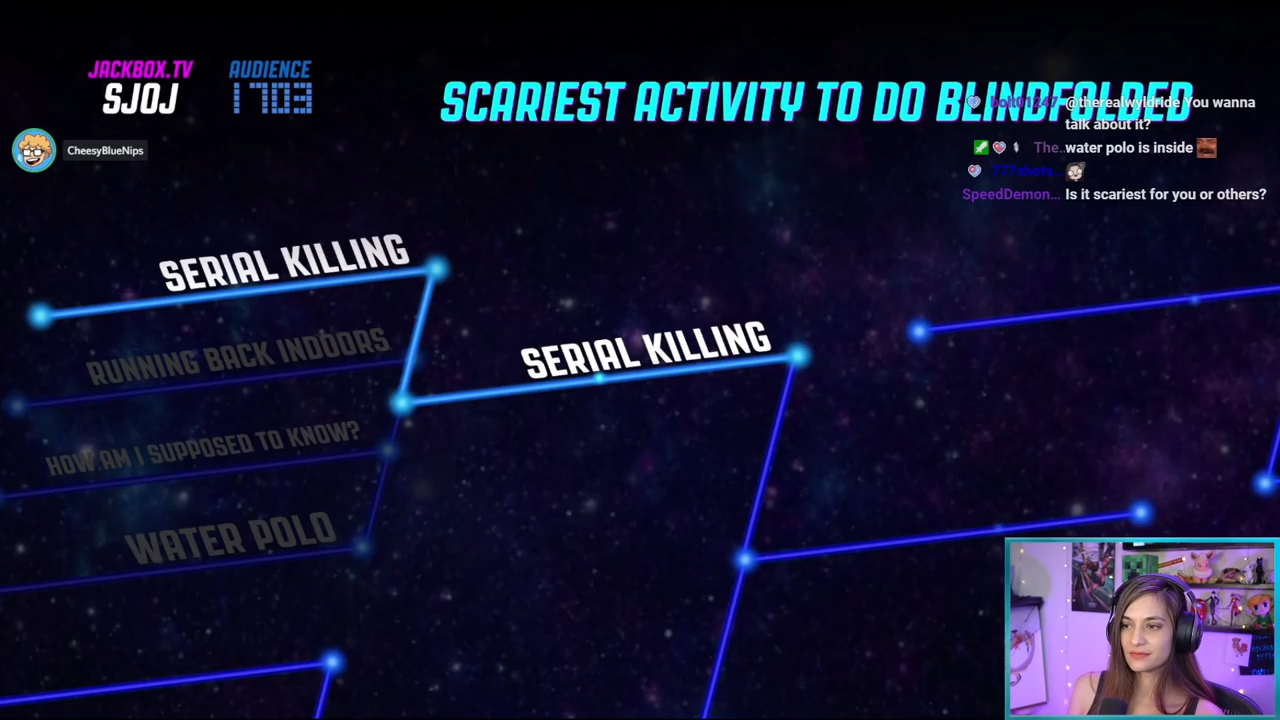 JACKBOX.TV
SJOJ
AUDIENCE
1703
SCARIEST ACTIVITY TO DO BLINDFOLDED
CheesyBlueNips
bolt01247 @therealwyldride You wanna
talk about it?
The... water polo is inside
777shots...
SpeedDemon... Is it scariest for you or others?
SERIAL KILLING
RUNNING BACK INDOORS
HOW AM I SUPPOSED TO KNOW?
WATER POLO
SERIAL KILLING